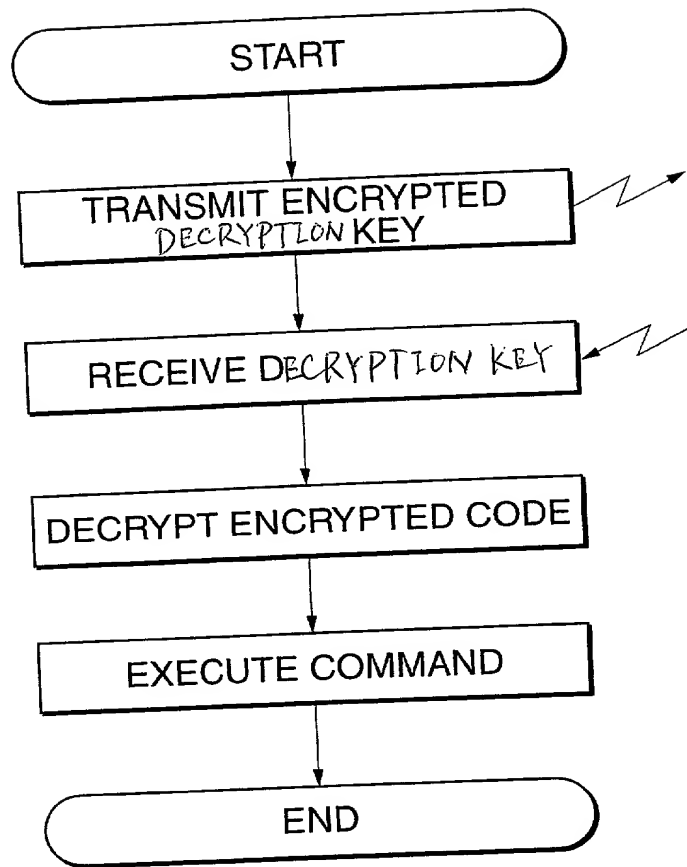 START
TRANSMIT ENCRYPTED
DECRYPTION KEY
RECEIVE DECRYPTION KEY
DECRYPT ENCRYPTED CODE
EXECUTE COMMAND
END